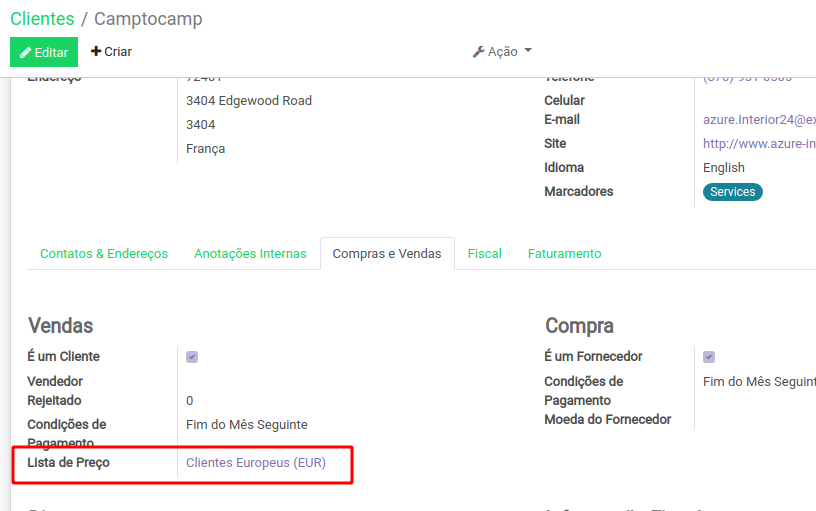 Clientes / Camptocamp
Editar Criar Ação
Endereço
3404 Edgewood Road
3404
França
Telefone
Celular
E-mail azure.Interior24@ex
Site http://www.azure-in
Idioma English
Marcadores Services
Contatos & Endereços Anotações Internas Compras e Vendas Fiscal Faturamento
Vendas
É um Cliente
Vendedor
Rejeitado 0
Condições de Pagamento Fim do Mês Seguinte
Lista de Preço Clientes Europeus (EUR)
Compra
É um Fornecedor
Condições de Pagamento Fim do Mês Seguint
Moeda do Fornecedor